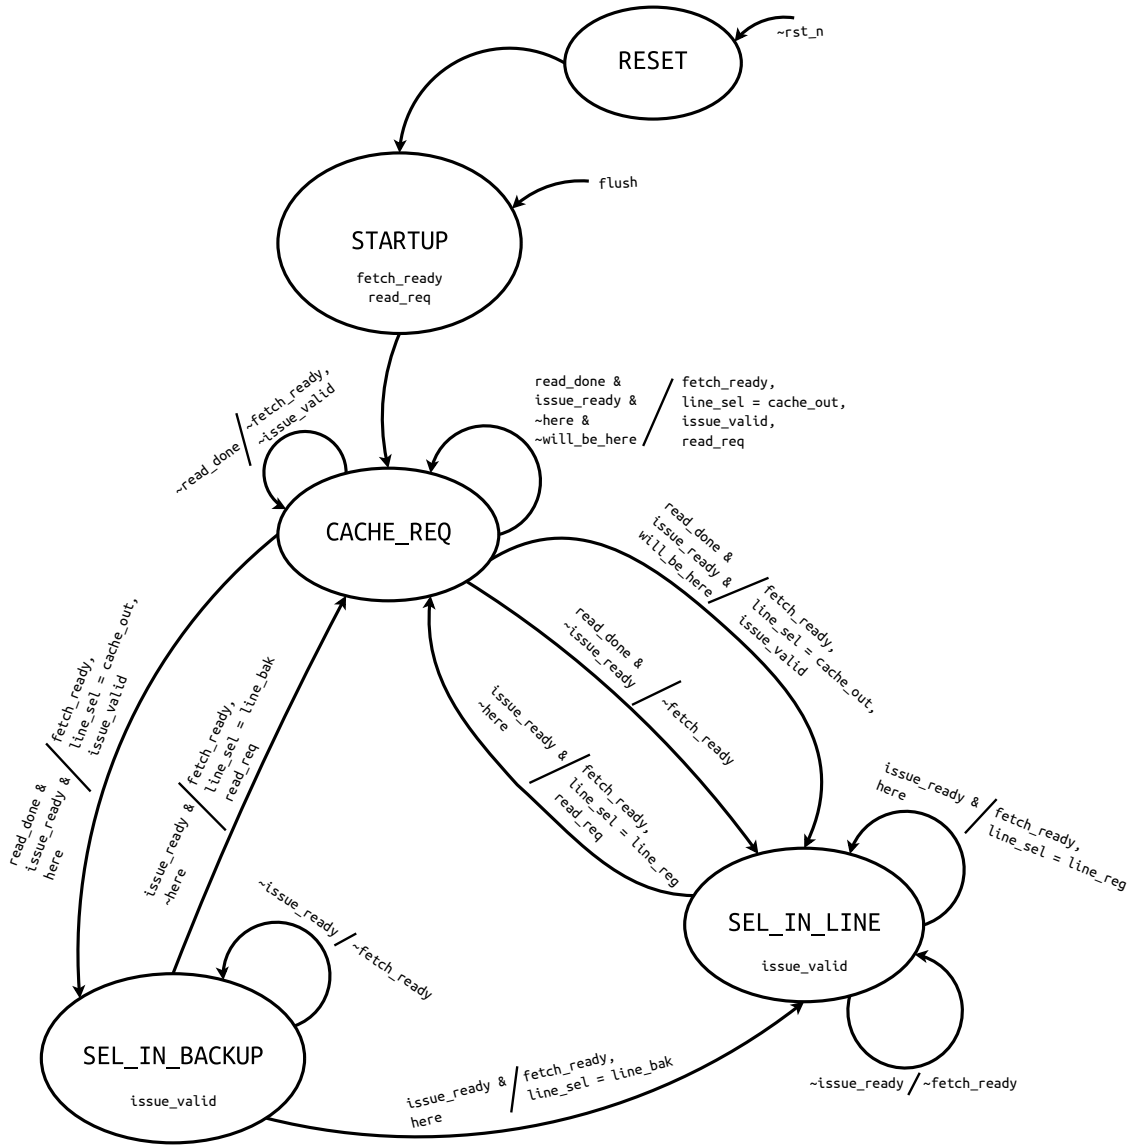 RESET
~rst_n
flush
STARTUP
fetch_ready
read_req
~read_done
~fetch_ready,
~issue_valid
read_done &
issue_ready &
~here &
~will_be_here
fetch_ready,
line_sel = cache_out,
issue_valid,
read_req
CACHE_REQ
read_done &
issue_ready &
will_be_here
fetch_ready,
line_sel = cache_out,
issue_valid
read_done &
~issue_ready
~fetch_ready
issue_ready &
~here
fetch_ready,
line_sel = line_reg
read_req
read_done &
issue_ready &
here
fetch_ready,
line_sel = cache_out,
issue_valid
issue_ready &
~here
fetch_ready,
line_sel = line_bak
read_req
issue_ready &
here
fetch_ready,
line_sel = line_reg
SEL_IN_LINE
issue_valid
~issue_ready
~fetch_ready
~issue_ready
~fetch_ready
SEL_IN_BACKUP
issue_valid
issue_ready &
here
fetch_ready,
line_sel = line_bak